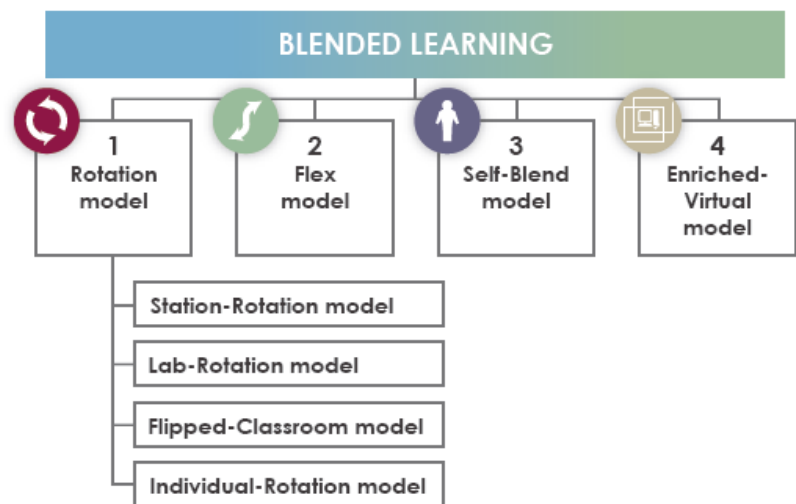 BLENDED LEARNING
1
Rotation
model
2
Flex
model
3
Self-Blend
model
4
Enriched-
Virtual
model
Station-Rotation model
Lab-Rotation model
Flipped-Classroom model
Individual-Rotation model